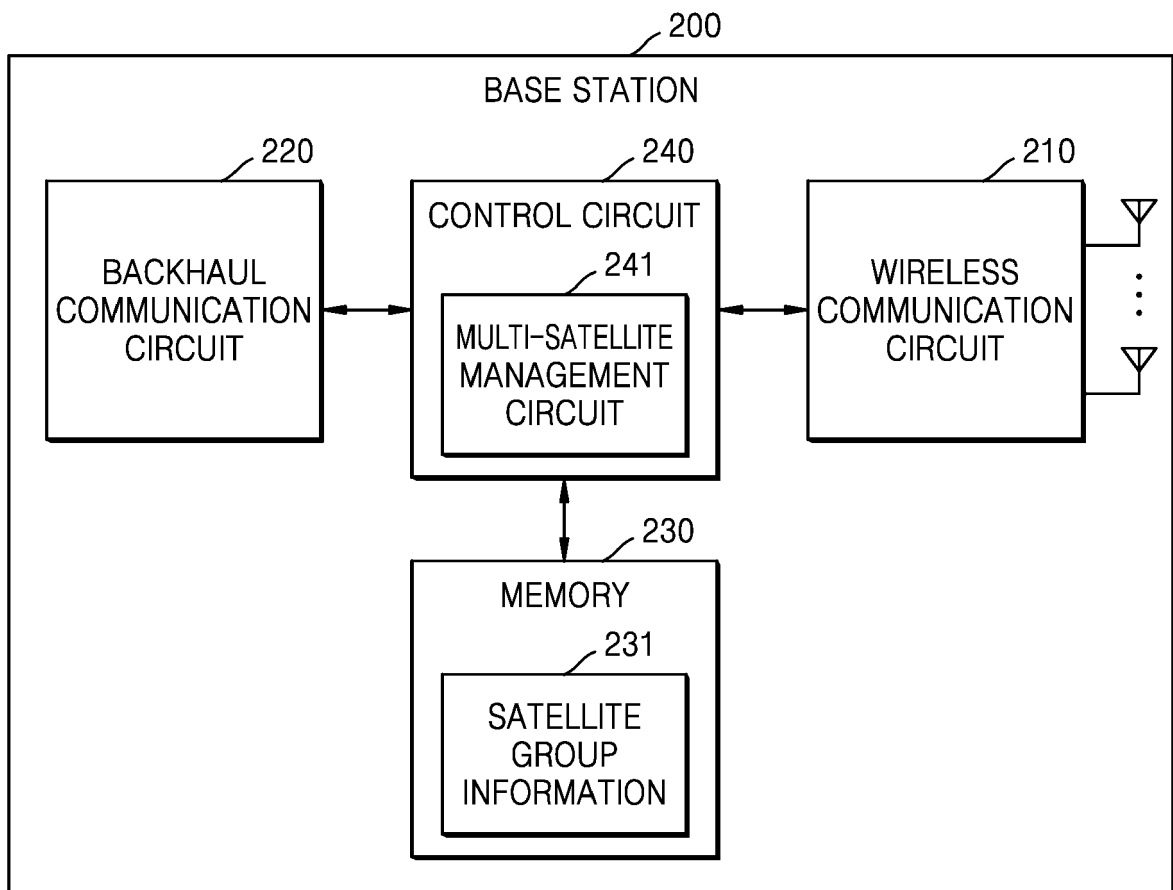 200
BASE STATION
220
BACKHAUL
COMMUNICATION
CIRCUIT
240
CONTROL CIRCUIT
241
MULTI-SATELLITE
MANAGEMENT
CIRCUIT
210
WIRELESS
COMMUNICATION
CIRCUIT
230
MEMORY
231
SATELLITE
GROUP
INFORMATION